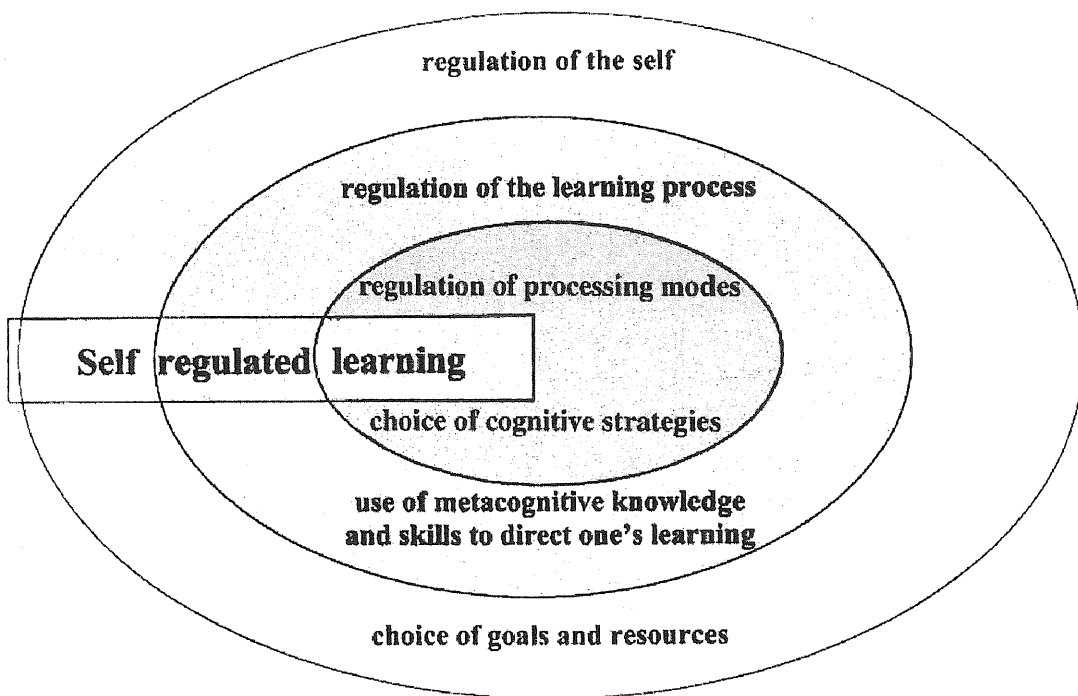 regulation of the self
regulation of the learning process
regulation of processing modes
Self regulated learning
choice of cognitive strategies
use of metacognitive knowledge
and skills to direct one's learning
choice of goals and resources